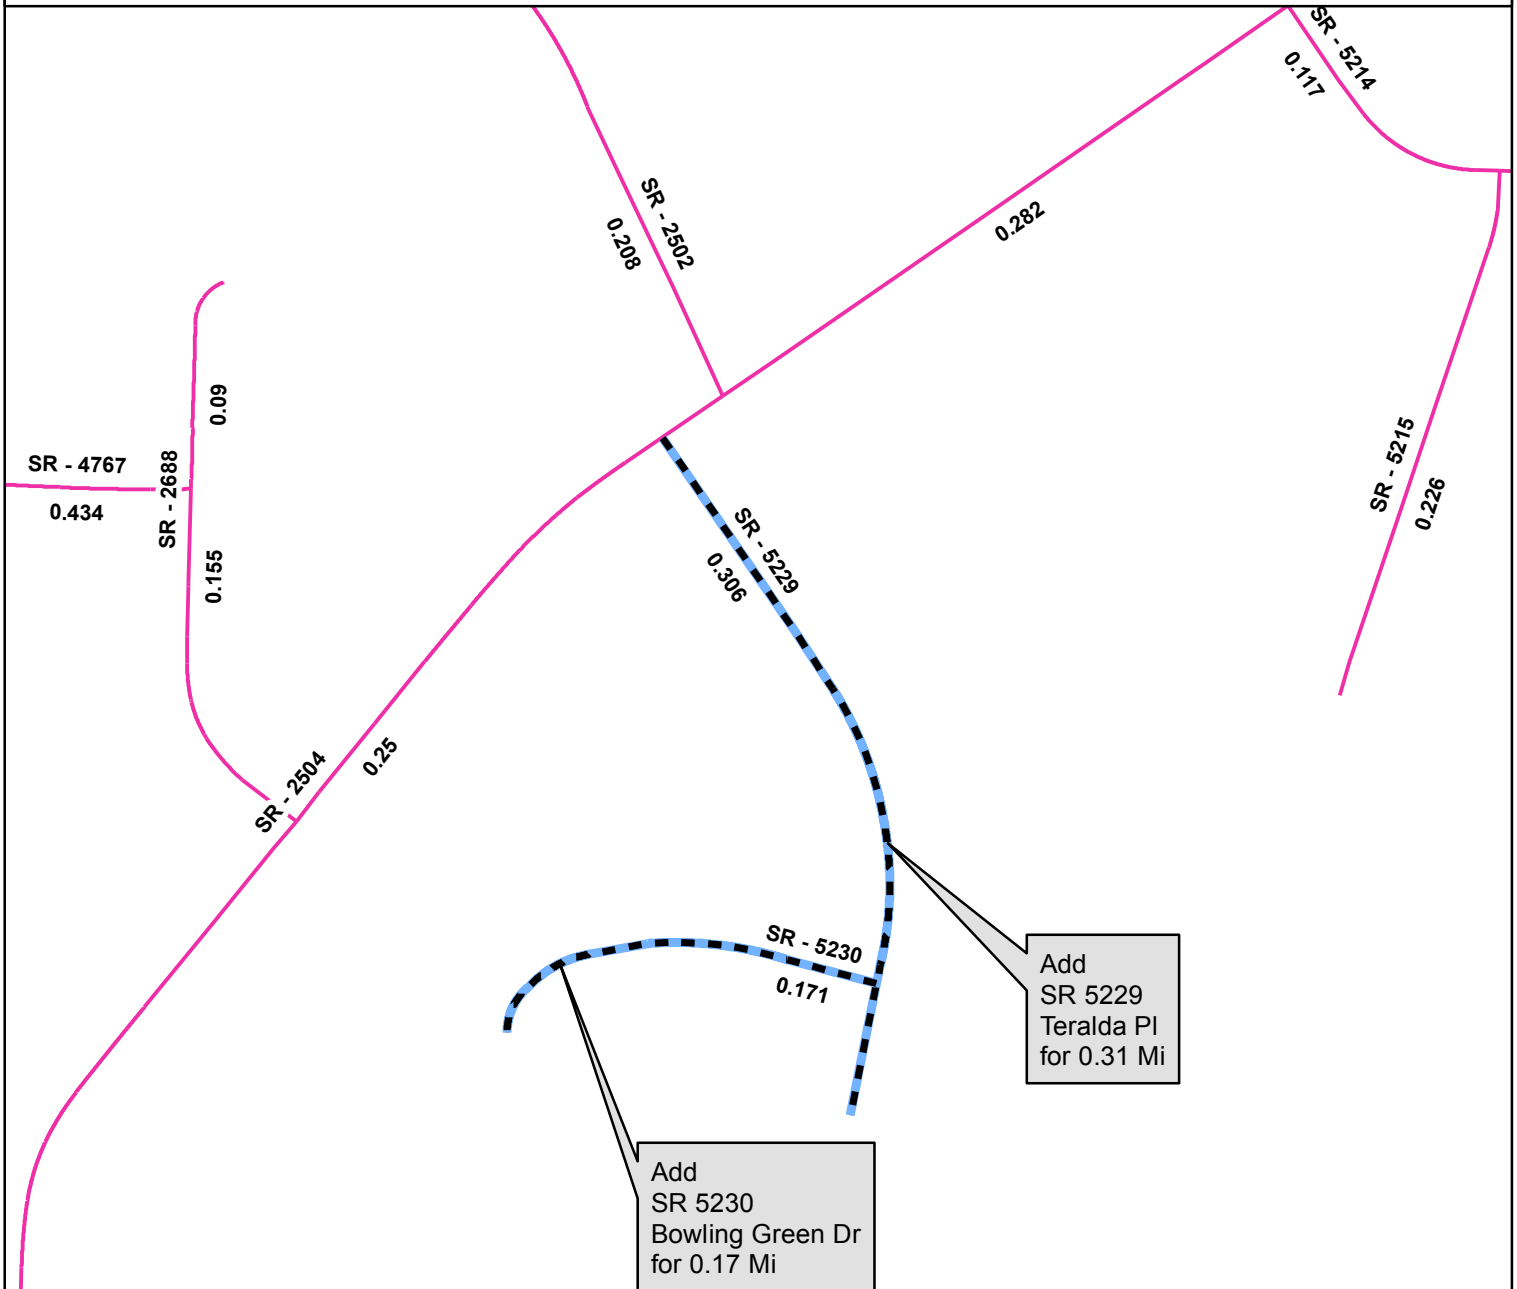 SR - 5214
0.117
SR - 2502
0.208
0.282
0.09
SR - 4767
0.434
SR - 2688
0.155
SR - 5215
0.226
SR - 5229
0.306
SR - 2504
0.25
SR - 5230
0.171
Add
SR 5229
Teralda Pl
for 0.31 Mi
Add
SR 5230
Bowling Green Dr
for 0.17 Mi